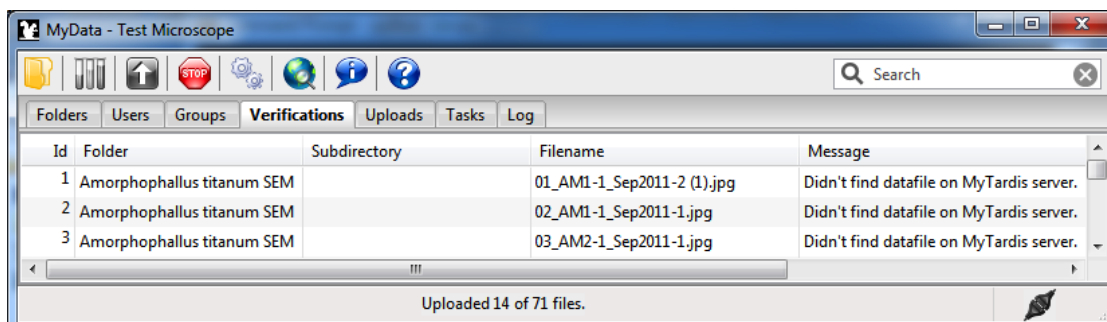 MyData - Test Microscope
STOP
Search
Folders Users Groups Verifications Uploads Tasks Log
Id Folder Subdirectory Filename Message
1 Amorphophallus titanum SEM 01_AM1-1_Sep2011-2 (1).jpg Didn't find datafile on MyTardis server.
2 Amorphophallus titanum SEM 02_AM1-1_Sep2011-1.jpg Didn't find datafile on MyTardis server.
3 Amorphophallus titanum SEM 03_AM2-1_Sep2011-1.jpg Didn't find datafile on MyTardis server.
Uploaded 14 of 71 files.